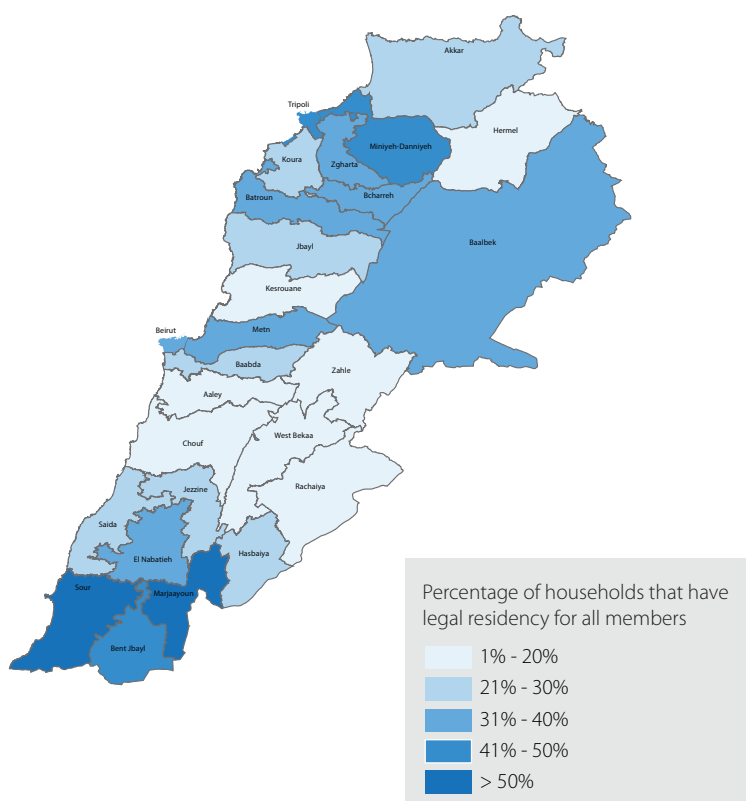 Akkar
Tripoli
Hermel
Miniyeh-Danniyeh
Koura
Zgharta
Bcharreh
Batroun
Baalbek
Jbayl
Kesrouane
Beirut
Metn
Baabda
Zahle
Aaley
West Bekaa
Chouf
Rachaiya
Jezzine
Saida
Hasbaiya
El Nabatieh
Sour
Marjaayoun
Bent Jbayl
Percentage of households that have
legal residency for all members
1% - 20%
21% - 30%
31% - 40%
41% - 50%
> 50%